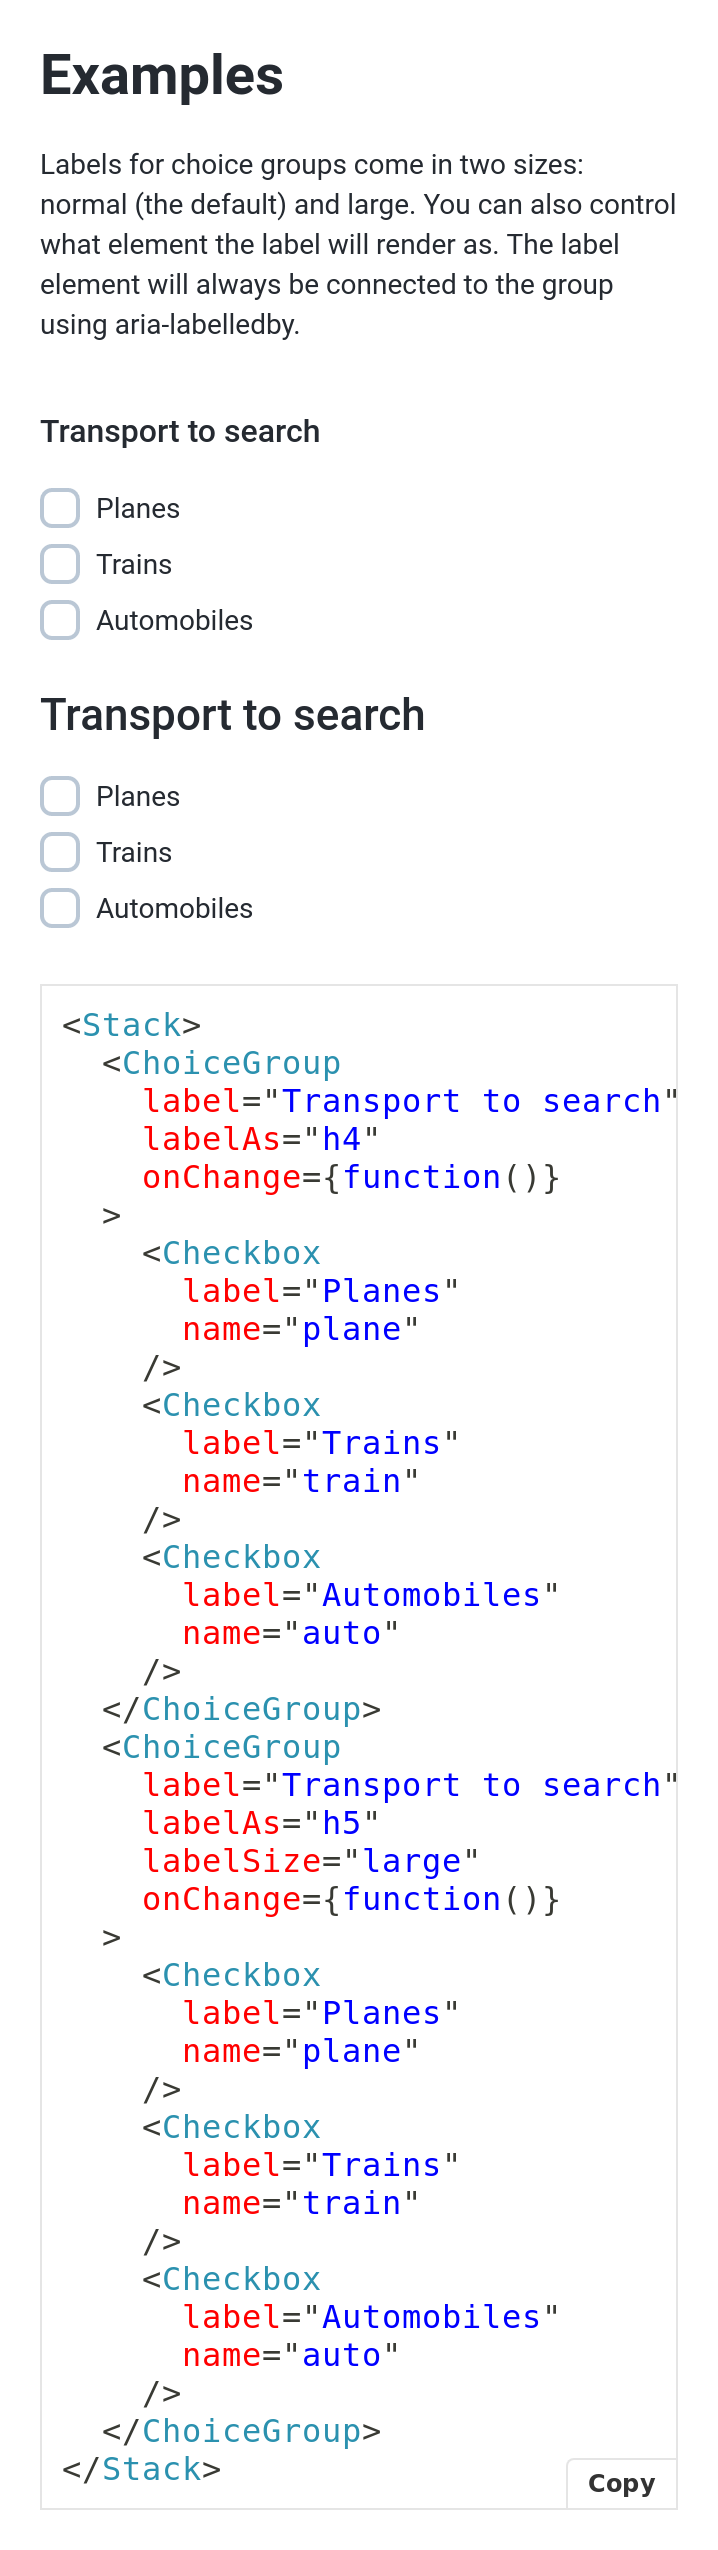 Examples
Labels for choice groups come in two sizes:
normal (the default) and large. You can also control
what element the label will render as. The label
element will always be connected to the group
using aria-labelledby.
Transport to search
Planes
Trains
Automobiles
Transport to search
Planes
Trains
Automobiles
<Stack>
  <ChoiceGroup
    label="Transport to search"
    labelAs="h4"
    onChange={function()}
  >
    <Checkbox
      label="Planes"
      name="plane"
    />
    <Checkbox
      label="Trains"
      name="train"
    />
    <Checkbox
      label="Automobiles"
      name="auto"
    />
  </ChoiceGroup>
  <ChoiceGroup
    label="Transport to search"
    labelAs="h5"
    labelSize="large"
    onChange={function()}
  >
    <Checkbox
      label="Planes"
      name="plane"
    />
    <Checkbox
      label="Trains"
      name="train"
    />
    <Checkbox
      label="Automobiles"
      name="auto"
    />
  </ChoiceGroup>
</Stack>
Copy